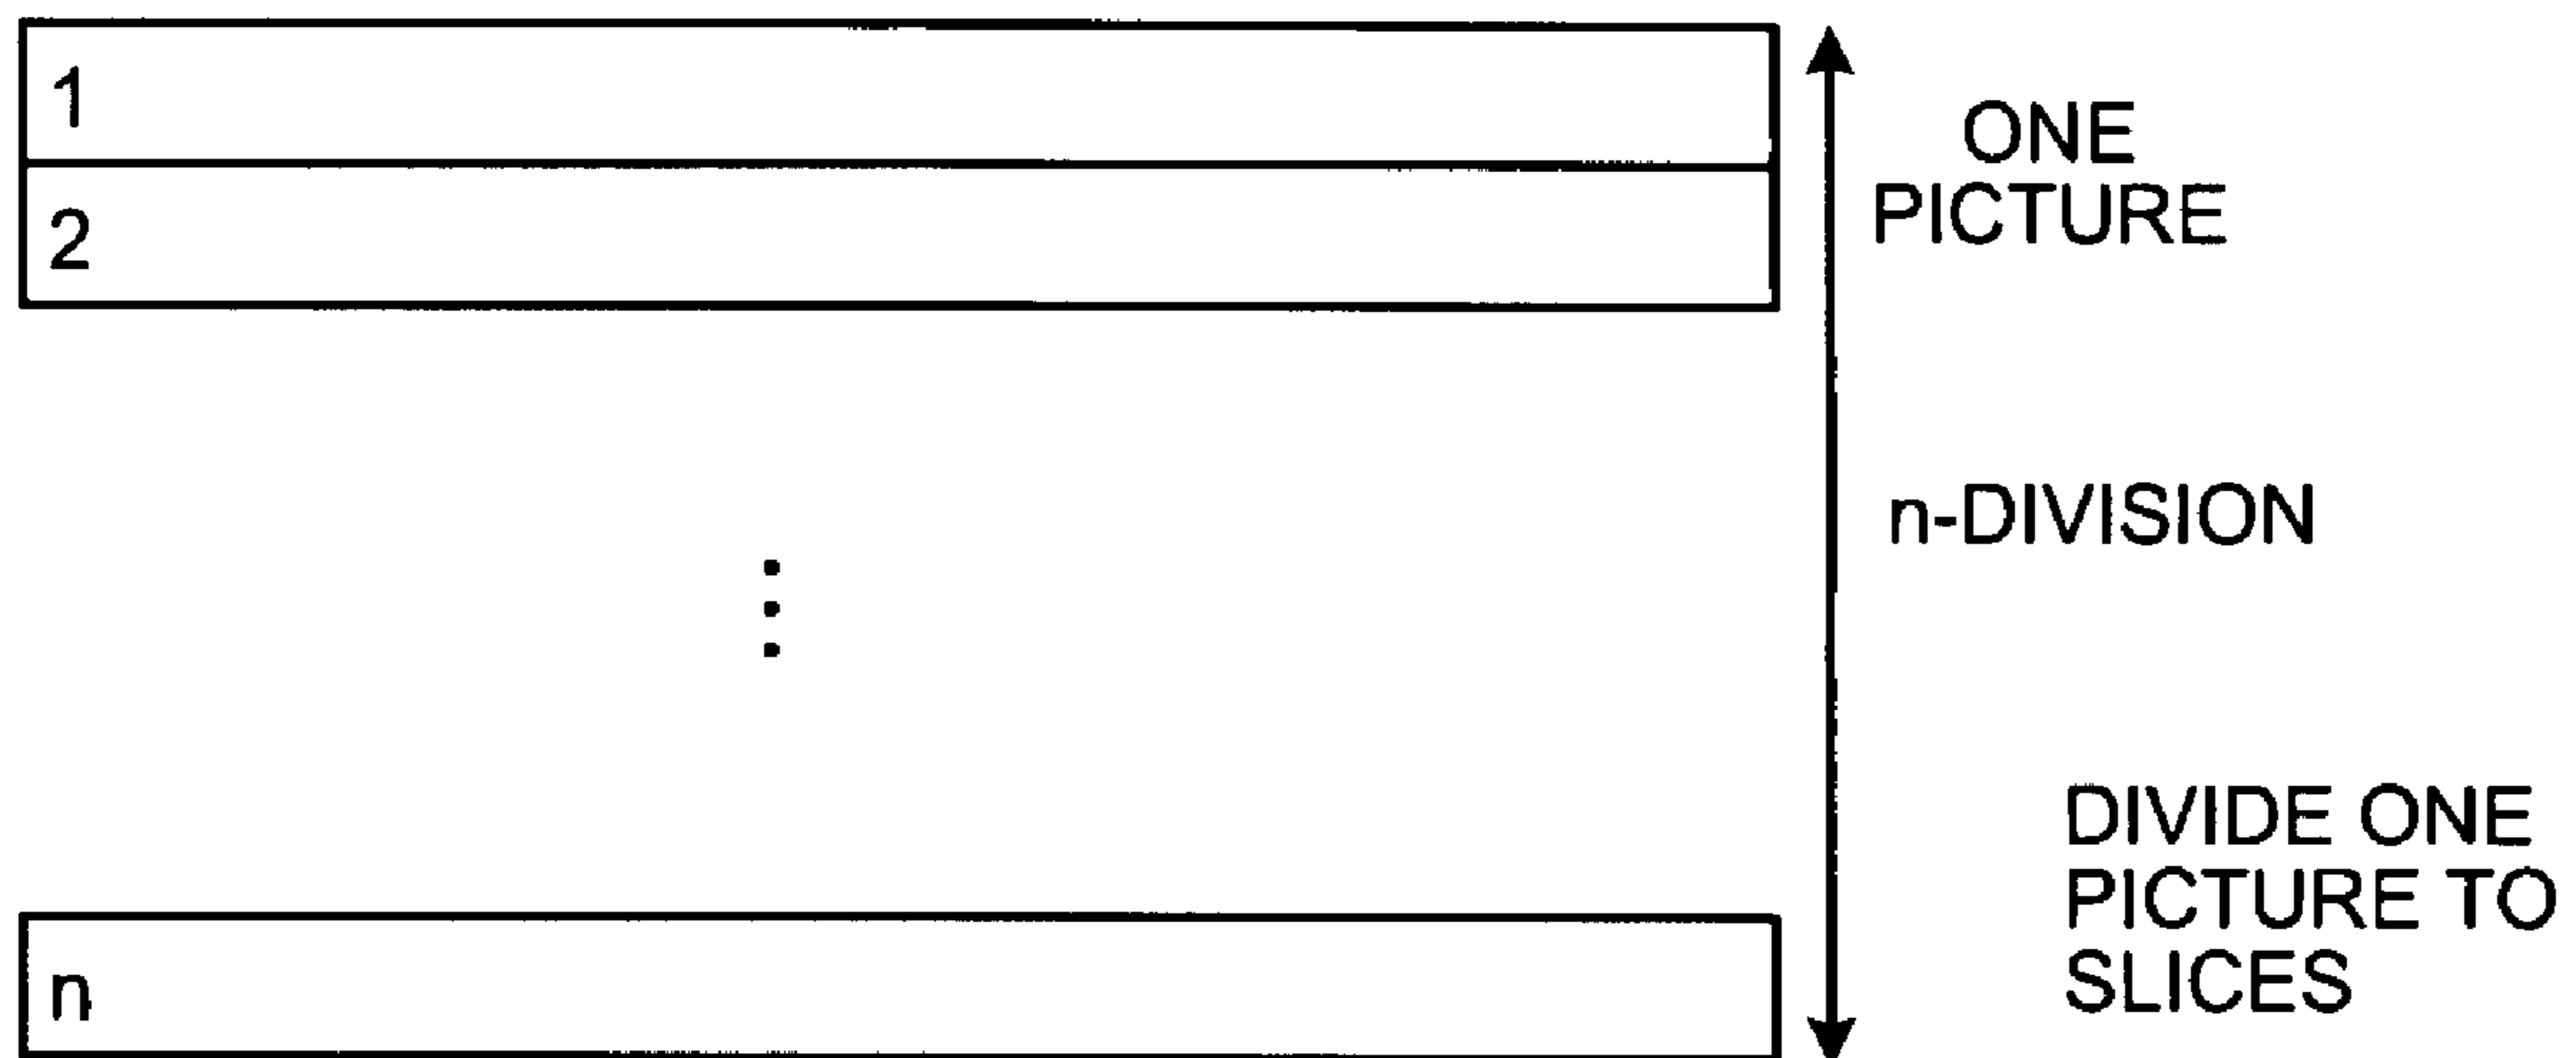 1
2
ONE
PICTURE
n-DIVISION
n
DIVIDE ONE
PICTURE TO
SLICES